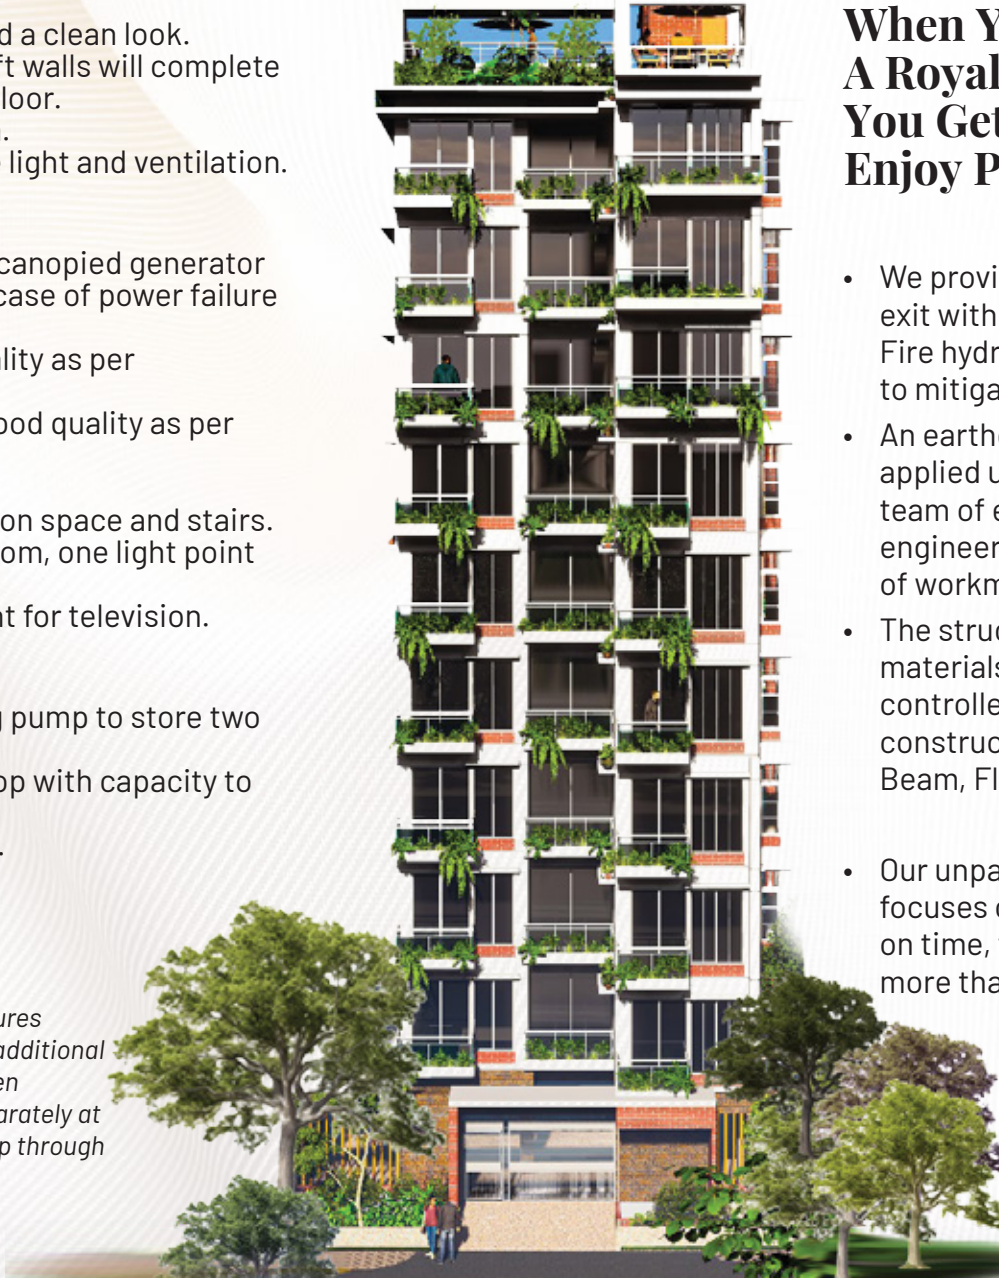 d a clean look.
ft walls will complete
loor.
.
light and ventilation.
canopied generator
case of power failure
lity as per
ood quality as per
on space and stairs.
om, one light point
t for television.
g pump to store two
op with capacity to
.
ures
additional
en
arately at
p through
When Y
A Royal
You Get
Enjoy P
• We provi
exit with
Fire hydr
to mitiga
• An earth
applied u
team of e
engineer
of workm
• The struc
materials
controlle
construc
Beam, Fl
• Our unpa
focuses o
on time,
more tha